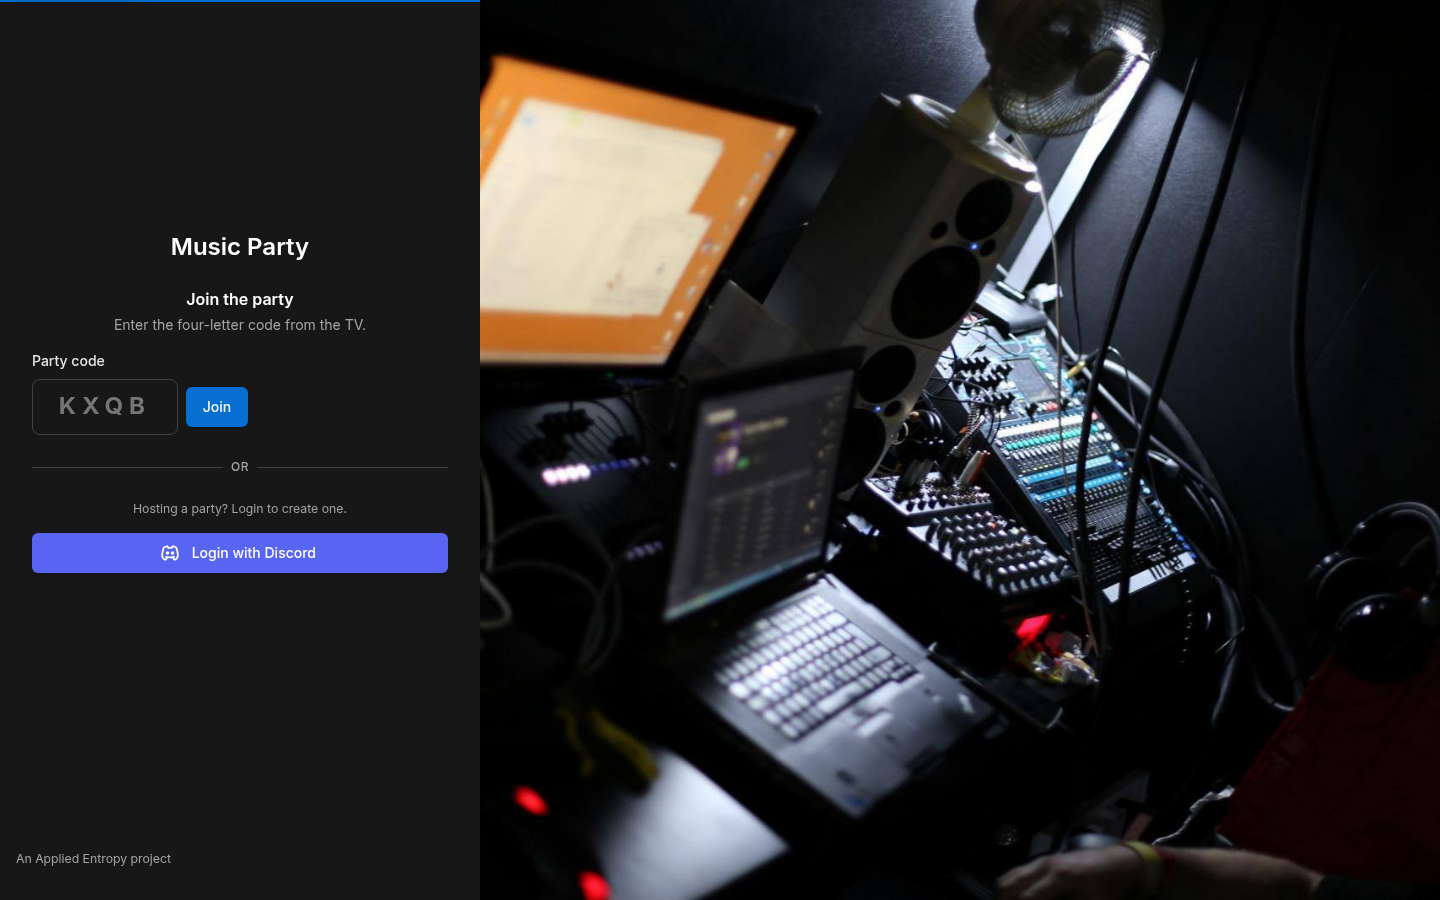 Music Party
Join the party
Enter the four-letter code from the TV.
Party code
KXQB
Join
OR
Hosting a party? Login to create one.
Login with Discord
An Applied Entropy project